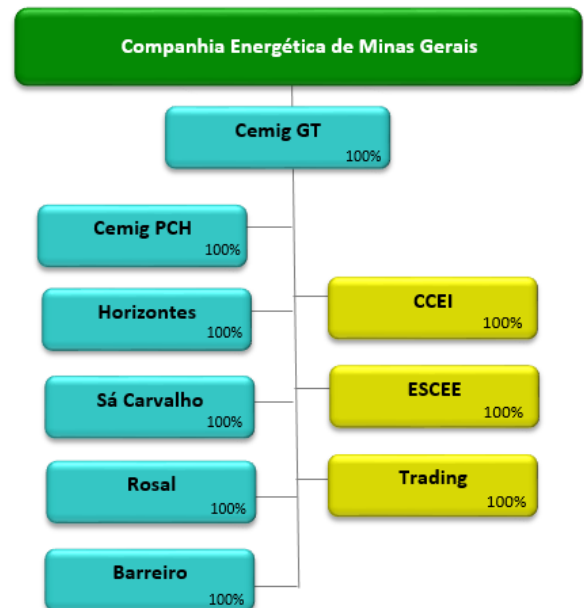 Companhia Energética de Minas Gerais
Cemig GT
100%
Cemig PCH
100%
Horizontes
100%
Sá Carvalho
100%
Rosal
100%
Barreiro
100%
CCEI
100%
ESCEE
100%
Trading
100%